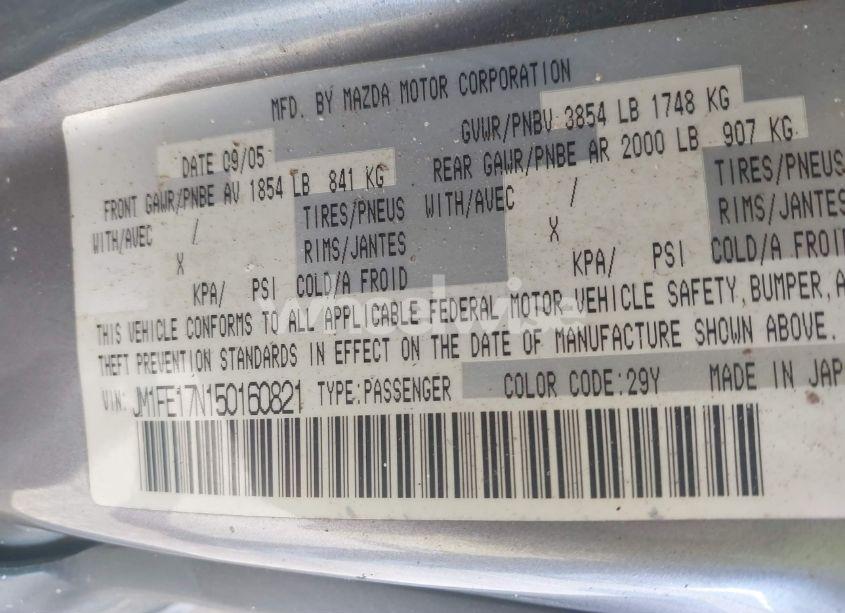 MFD. BY MAZDA MOTOR CORPORATION
DATE 09/05 GVWR/PNBV 3854 LB 1748 KG
FRONT GAWR/PNBE AV 1854 LB 841 KG REAR GAWR/PNBE AR 2000 LB 907 KG
WITH/AVEC / TIRES/PNEUS WITH/AVEC / TIRES/PNEUS
X RIMS/JANTES X RIMS/JANTES
KPA/ PSI COLD/A FROID KPA/ PSI COLD/A FROID
THIS VEHICLE CONFORMS TO ALL APPLICABLE FEDERAL MOTOR VEHICLE SAFETY, BUMPER, A
THEFT PREVENTION STANDARDS IN EFFECT ON THE DATE OF MANUFACTURE SHOWN ABOVE.
VIN: JM1FE17N150160821 TYPE:PASSENGER COLOR CODE:29Y MADE IN JAP